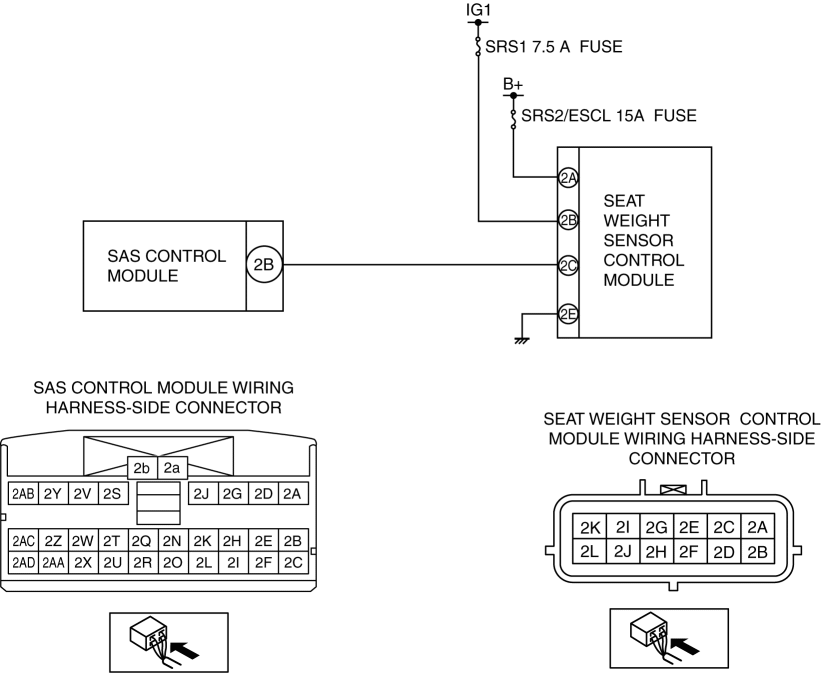 IG1
SRS1 7.5 A FUSE
B+
SRS2/ESCL 15A FUSE
2A
2B
2C
2E
SEAT
WEIGHT
SENSOR
CONTROL
MODULE
SAS CONTROL
MODULE
2B
SAS CONTROL MODULE WIRING
HARNESS-SIDE CONNECTOR
2b 2a
2AB 2Y 2V 2S 2J 2G 2D 2A
2AC 2Z 2W 2T 2Q 2N 2K 2H 2E 2B
2AD 2AA 2X 2U 2R 2O 2L 2I 2F 2C
SEAT WEIGHT SENSOR CONTROL
MODULE WIRING HARNESS-SIDE
CONNECTOR
2K 2I 2G 2E 2C 2A
2L 2J 2H 2F 2D 2B